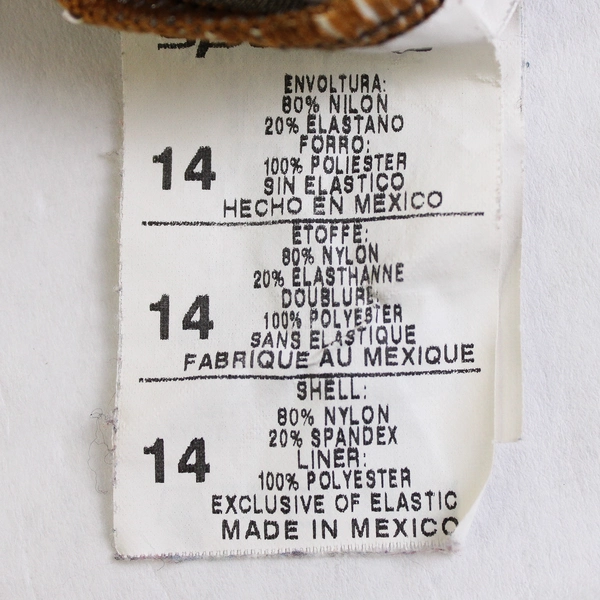 14
ENVOLTURA:
80% NILON
20% ELASTANO
FORRO:
100% POLIESTER
SIN ELASTICO
HECHO EN MEXICO
14
ETOFFE:
80% NYLON
20% ELASTHANNE
DOUBLURE:
100% POLYESTER
SANS ELASTIQUE
FABRIQUE AU MEXIQUE
14
SHELL:
80% NYLON
20% SPANDEX
LINER:
100% POLYESTER
EXCLUSIVE OF ELASTIC
MADE IN MEXICO